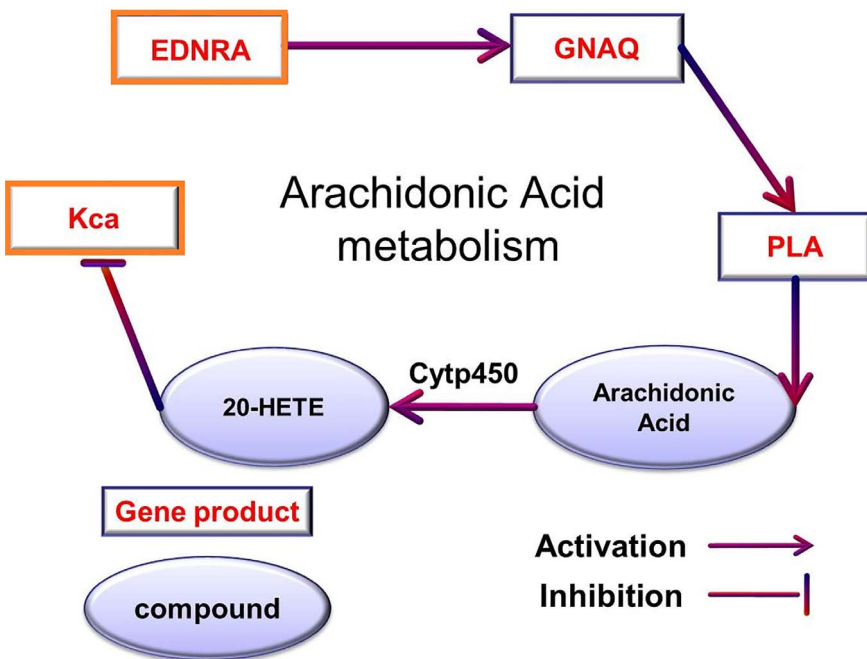 EDNRA
GNAQ
Arachidonic Acid
metabolism
Kca
PLA
Cytp450
20-HETE
Arachidonic
Acid
Gene product
compound
Activation
Inhibition